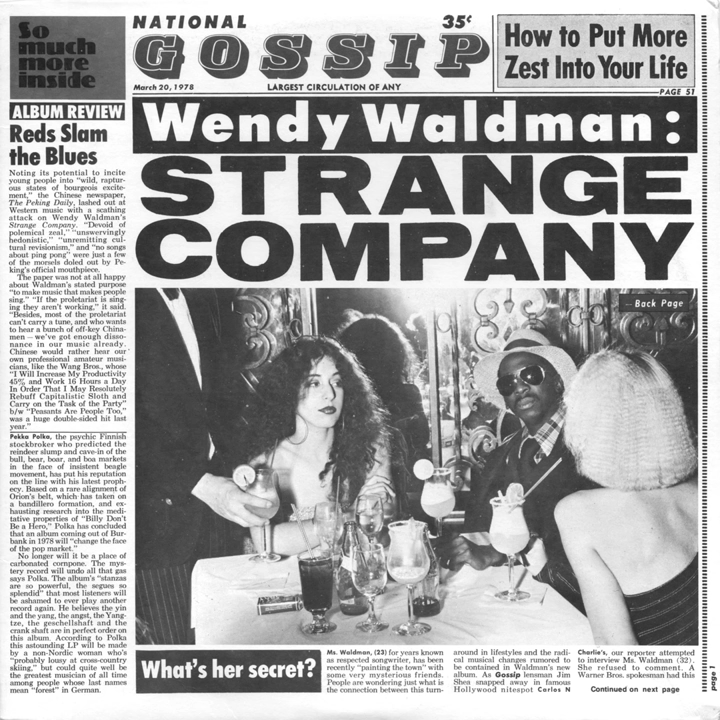 So
much
more
inside
NATIONAL
35¢
GOSSIP
March 20, 1978
LARGEST CIRCULATION OF ANY
How to Put More
Zest Into Your Life
PAGE 51
ALBUM REVIEW
Reds Slam
the Blues
Noting its potential to incite
young people into "wild, raptur-
ous states of bourgeois excite-
ment," the Chinese newspaper,
The Peking Daily, lashed out at
Western music with a scathing
attack on Wendy Waldman's
Strange Company. "Devoid of
polemical zeal," "unswervingly
hedonistic," "unremitting cul-
tural revisionism," and "no songs
about ping pong" were just a few
of the morsels doled out by Pe-
king's official mouthpiece.
The paper was not at all happy
about Waldman's stated purpose
"to make music that makes people
sing." "If the proletariat is sing-
ing they aren't working," it said.
"Besides, most of the proletariat
can't carry a tune, and who wants
to hear a bunch of off-key China-
men – we've got enough disso-
nance in our music already.
Chinese would rather hear our
own professional amateur musi-
cians, like the Wang Bros., whose
"I Will Increase My Productivity
45% and Work 16 Hours a Day
In Order That I May Resolutely
Rebuff Capitalistic Sloth and
Carry on the Task of the Party"
b/w "Peasants Are People Too,"
was a huge double-sided hit last
year."
Pekka Polka, the psychic Finnish
stockbroker who predicted the
reindeer slump and cave-in of the
bull, bear, boar, and boa markets
in the face of insistent beagle
movement, has put his reputation
on the line with his latest proph-
ecy. Based on a rare alignment of
Orion's belt, which has taken on
a bandillero formation, and ex-
hausting research into the medi-
tative properties of "Billy Don't
Be a Hero," Polka has concluded
that an album coming out of Bur-
bank in 1978 will "change the face
of the pop market."
No longer will it be a place of
carbonated cornpone. The mys-
tery record will undo all that gas
says Polka. The album's "stanzas
are so powerful, the segues so
splendid" that most listeners will
be ashamed to ever play another
record again. He believes the yin
and the yang, the angst, the Yang-
tze, the geschellshaft and the
crank shaft are in perfect order on
this album. According to Polka
this astounding LP will be made
by a non-Nordic woman who's
"probably lousy at cross-country
skiing," but could quite well be
the greatest musician of all time
among people whose last names
mean "forest" in German.
Wendy Waldman:
STRANGE
COMPANY
—Back Page
What's her secret?
Ms. Waldman, (23) for years known
as respected songwriter, has been
recently "painting the town" with
some very mysterious friends.
People are wondering just what is
the connection between this turn-
around in lifestyles and the radi-
cal musical changes rumored to
be contained in Waldman's new
album. As Gossip lensman Jim
Shea snapped away in famous
Hollywood nitespot Carlos N
Charlie's, our reporter attempted
to interview Ms. Waldman (32).
She refused to comment. A
Warner Bros. spokesman had this
Continued on next page
page 1